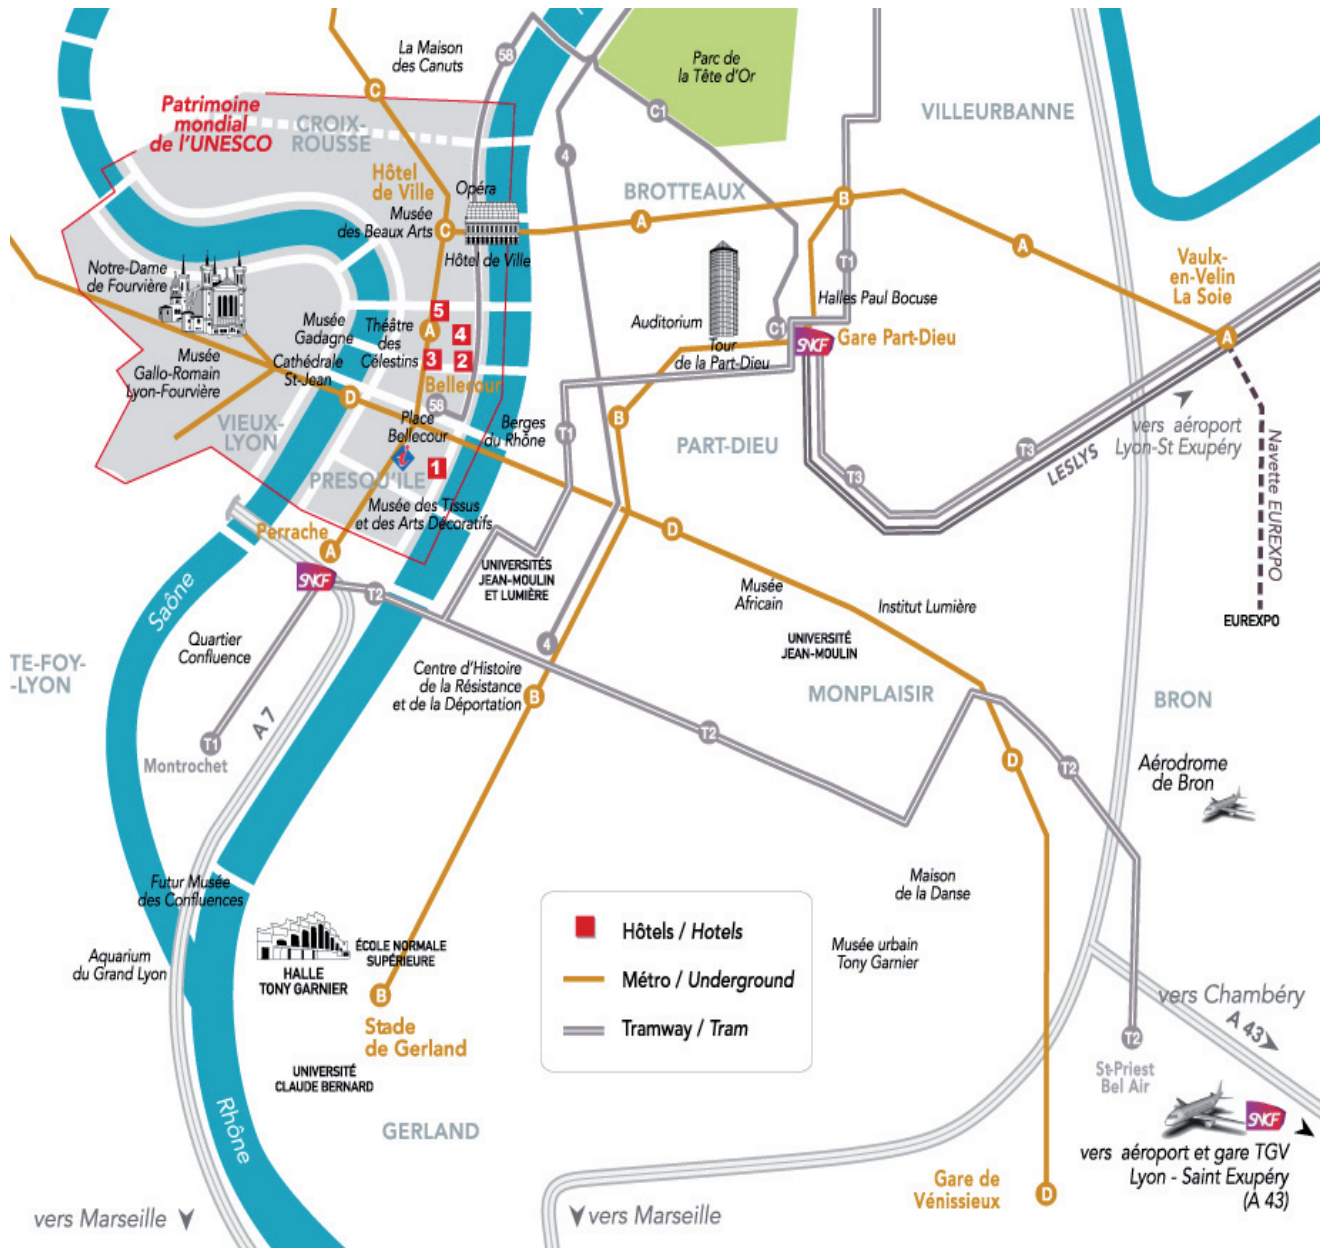 La Maison
des Canuts
58
Parc de
la Tête d'Or
C
C1
Patrimoine
mondial
de l'UNESCO
CROIX-
ROUSSE
VILLEURBANNE
4
Hôtel
de Ville
Opéra
BROTTEAUX
B
Musée
des Beaux Arts
C
A
A
Hôtel de Ville
Vaulx-
en-Velin
La Soie
Notre-Dame
de Fourvière
T1
Halles Paul Bocuse
5
Musée
Gadagne
Théâtre
des
Célestins
A
4
Auditorium
C1
SNCF
Gare Part-Dieu
A
Tour
de la Part-Dieu
Musée
Gallo-Romain
Lyon-Fourvière
Cathédrale
St-Jean
3
2
Bellecour
D
58
B
VIEUX-
LYON
Place
Bellecour
Berges
du Rhône
T1
PART-DIEU
vers aéroport
Lyon-St Exupéry
T3
LESLYS
Navette EUREXPO
i
1
PRESQU'ILE
T3
Musée des Tissus
et des Arts Décoratifs
Perrache
A
D
SNCF
T2
UNIVERSITÉS
JEAN-MOULIN
ET LUMIÈRE
Musée
Africain
Institut Lumière
EUREXPO
Saône
Quartier
Confluence
4
UNIVERSITÉ
JEAN-MOULIN
TE-FOY-
-LYON
Centre d'Histoire
de la Résistance
et de la Déportation
B
MONPLAISIR
BRON
A 7
T1
Montrochet
T2
D
T2
Aérodrome
de Bron
Futur Musée
des Confluences
Maison
de la Danse
Hôtels / Hotels
Métro / Underground
Tramway / Tram
Aquarium
du Grand Lyon
HALLE
TONY GARNIER
ÉCOLE NORMALE
SUPÉRIEURE
Musée urbain
Tony Garnier
B
Stade
de Gerland
vers Chambéry
A 43
T2
St-Priest
Bel Air
UNIVERSITÉ
CLAUDE BERNARD
Rhône
GERLAND
SNCF
vers aéroport et gare TGV
Lyon - Saint Exupéry
(A 43)
Gare de
Vénissieux
D
vers Marseille
vers Marseille